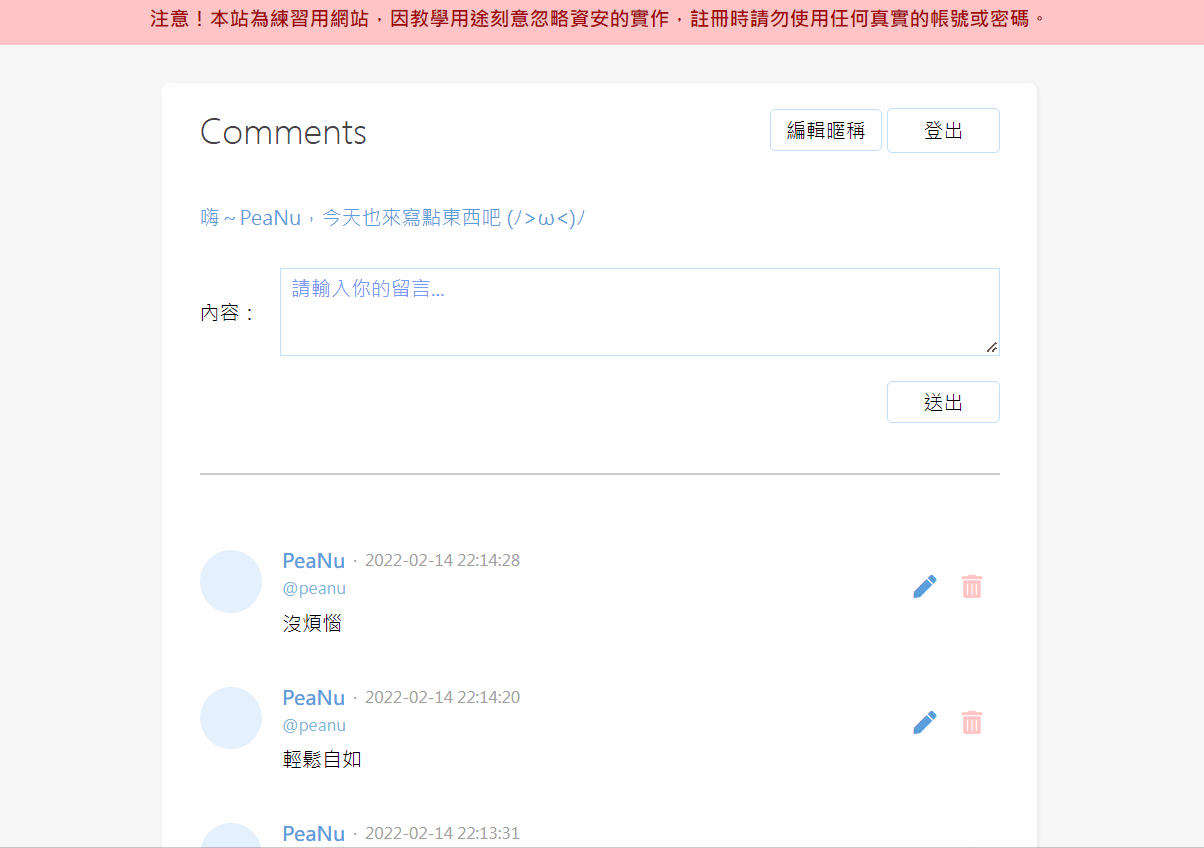 注意！本站為練習用網站，因教學用途刻意忽略資安的實作，註冊時請勿使用任何真實的帳號或密碼。
Comments
編輯暱稱
登出
嗨～PeaNu，今天也來寫點東西吧 (ﾉ>ω<)ﾉ
內容：
請輸入你的留言...
送出
PeaNu · 2022-02-14 22:14:28
@peanu
沒煩惱
PeaNu · 2022-02-14 22:14:20
@peanu
輕鬆自如
PeaNu · 2022-02-14 22:13:31